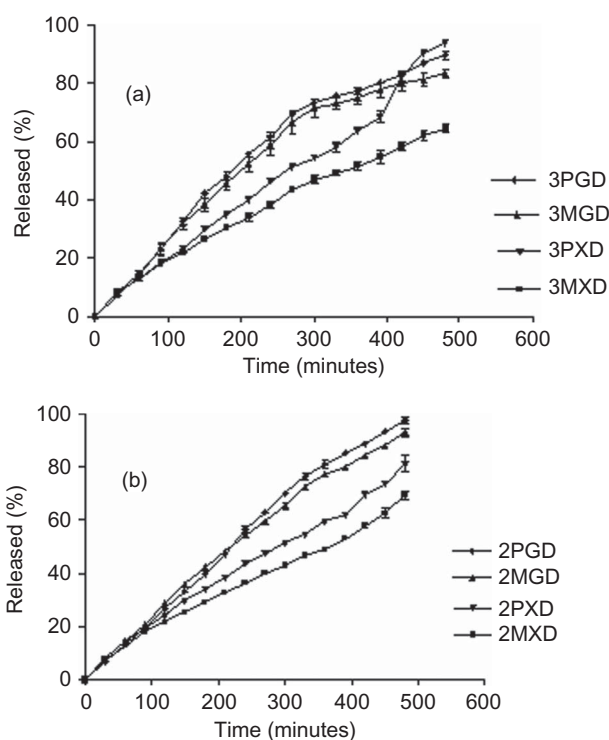 (a)
Released (%)
100
80
60
40
20
0
0 100 200 300 400 500 600
Time (minutes)
3PGD
3MGD
3PXD
3MXD
(b)
Released (%)
100
80
60
40
20
0
0 100 200 300 400 500 600
Time (minutes)
2PGD
2MGD
2PXD
2MXD